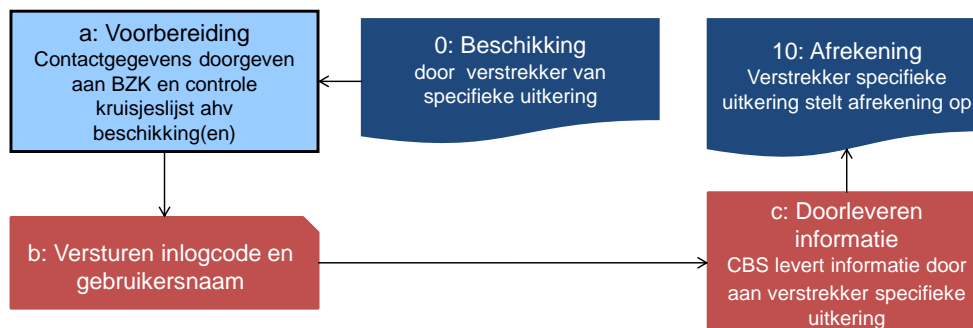 a: Voorbereiding
Contactgegevens doorgeven
aan BZK en controle
kruisjeslijst ahv
beschikking(en)
0: Beschikking
door verstrekker van
specifieke uitkering
10: Afrekening
Verstrekker specifieke
uitkering stelt afrekening op
b: Versturen inlogcode en
gebruikersnaam
c: Doorleveren
informatie
CBS levert informatie door
aan verstrekker specifieke
uitkering